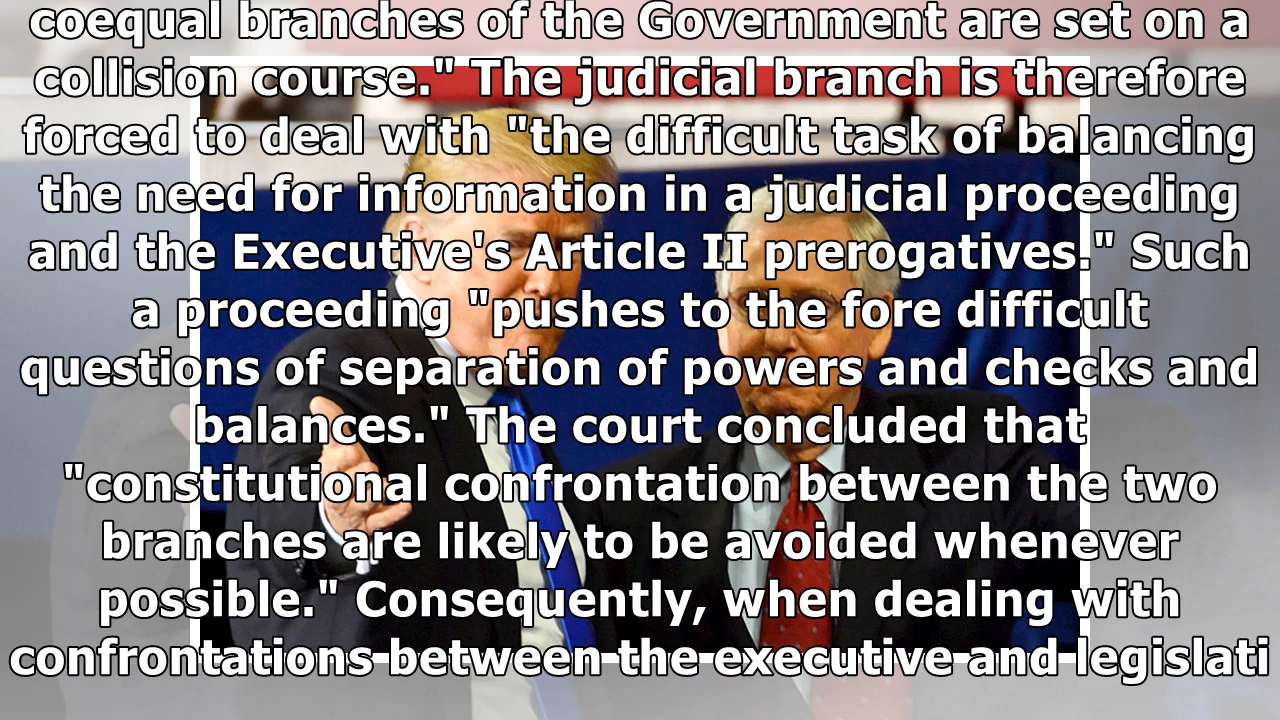 coequal branches of the Government are set on a
collision course." The judicial branch is therefore
forced to deal with "the difficult task of balancing
the need for information in a judicial proceeding
and the Executive's Article II prerogatives." Such
a proceeding "pushes to the fore difficult
questions of separation of powers and checks and
balances." The court concluded that
"constitutional confrontation between the two
branches are likely to be avoided whenever
possible." Consequently, when dealing with
confrontations between the executive and legislati